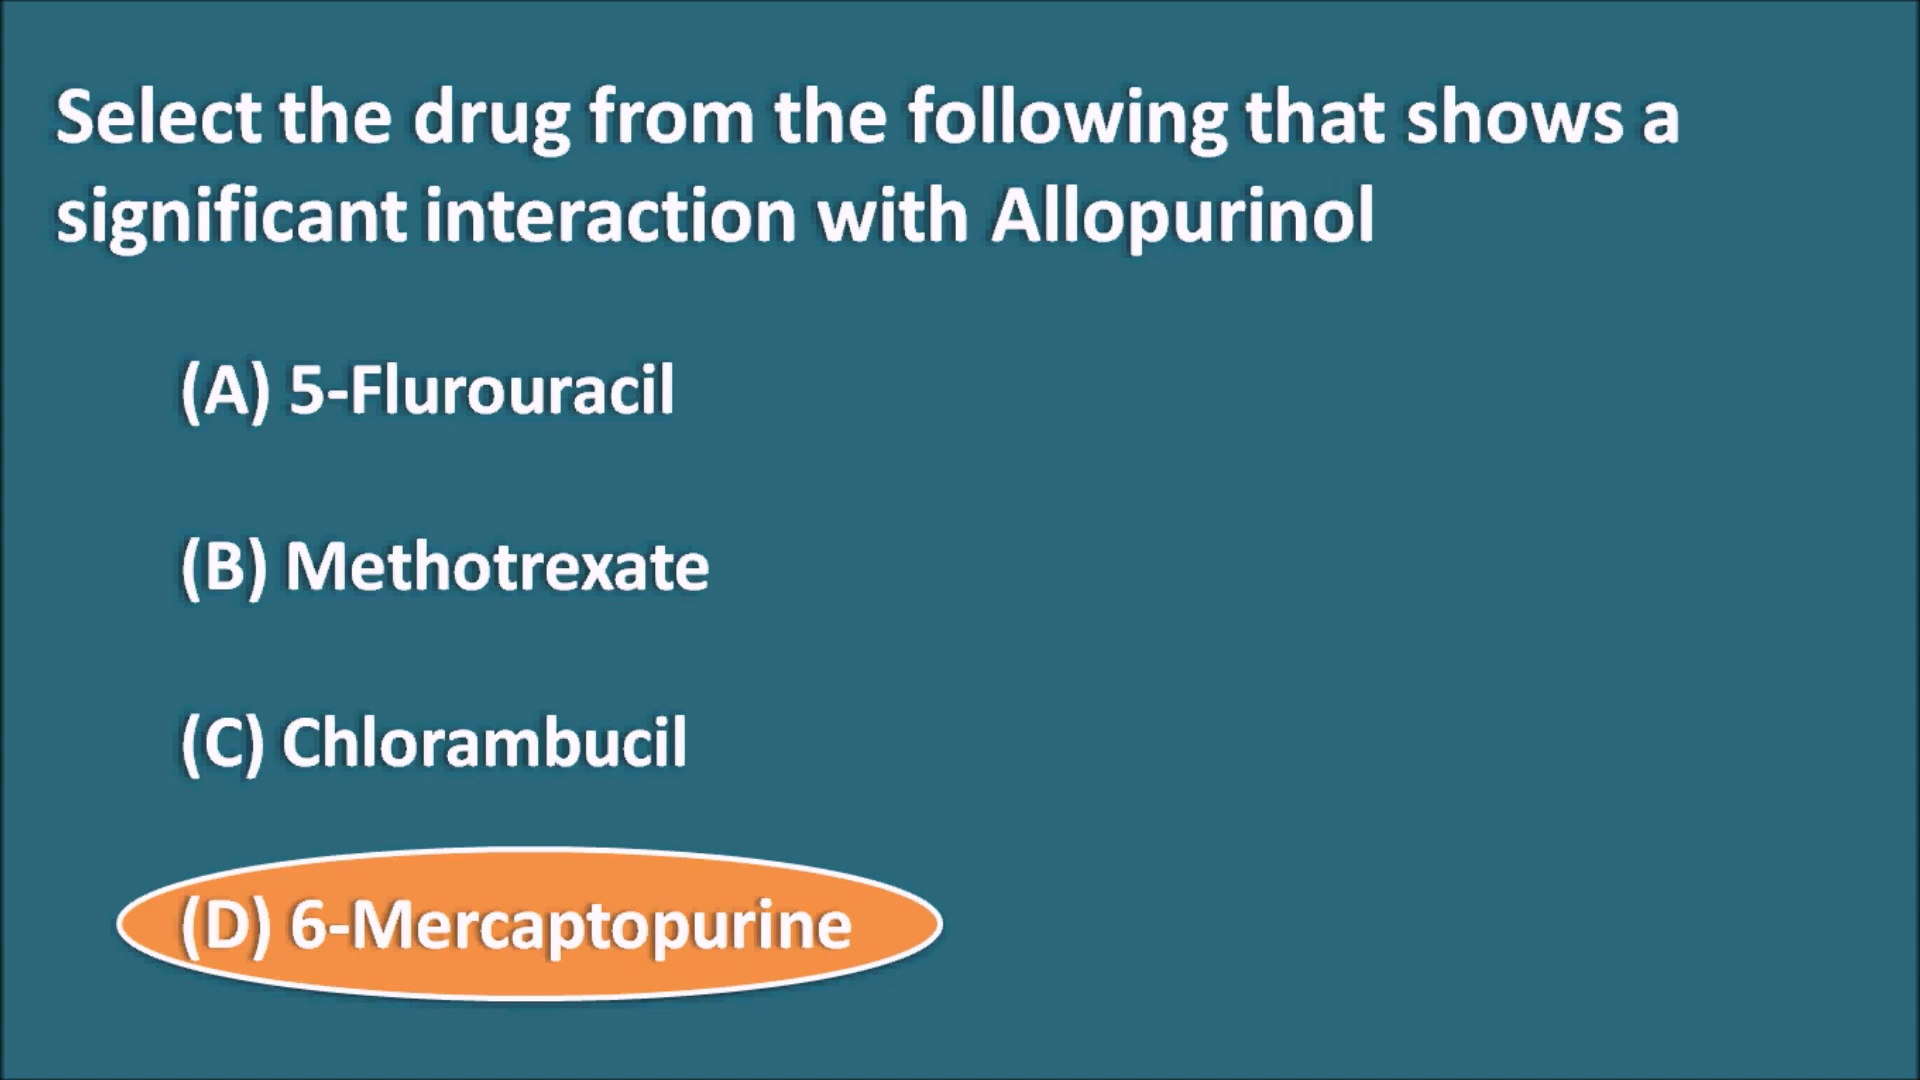 Select the drug from the following that shows a
significant interaction with Allopurinol
(A) 5-Flurouracil
(B) Methotrexate
(C) Chlorambucil
(D) 6-Mercaptopurine